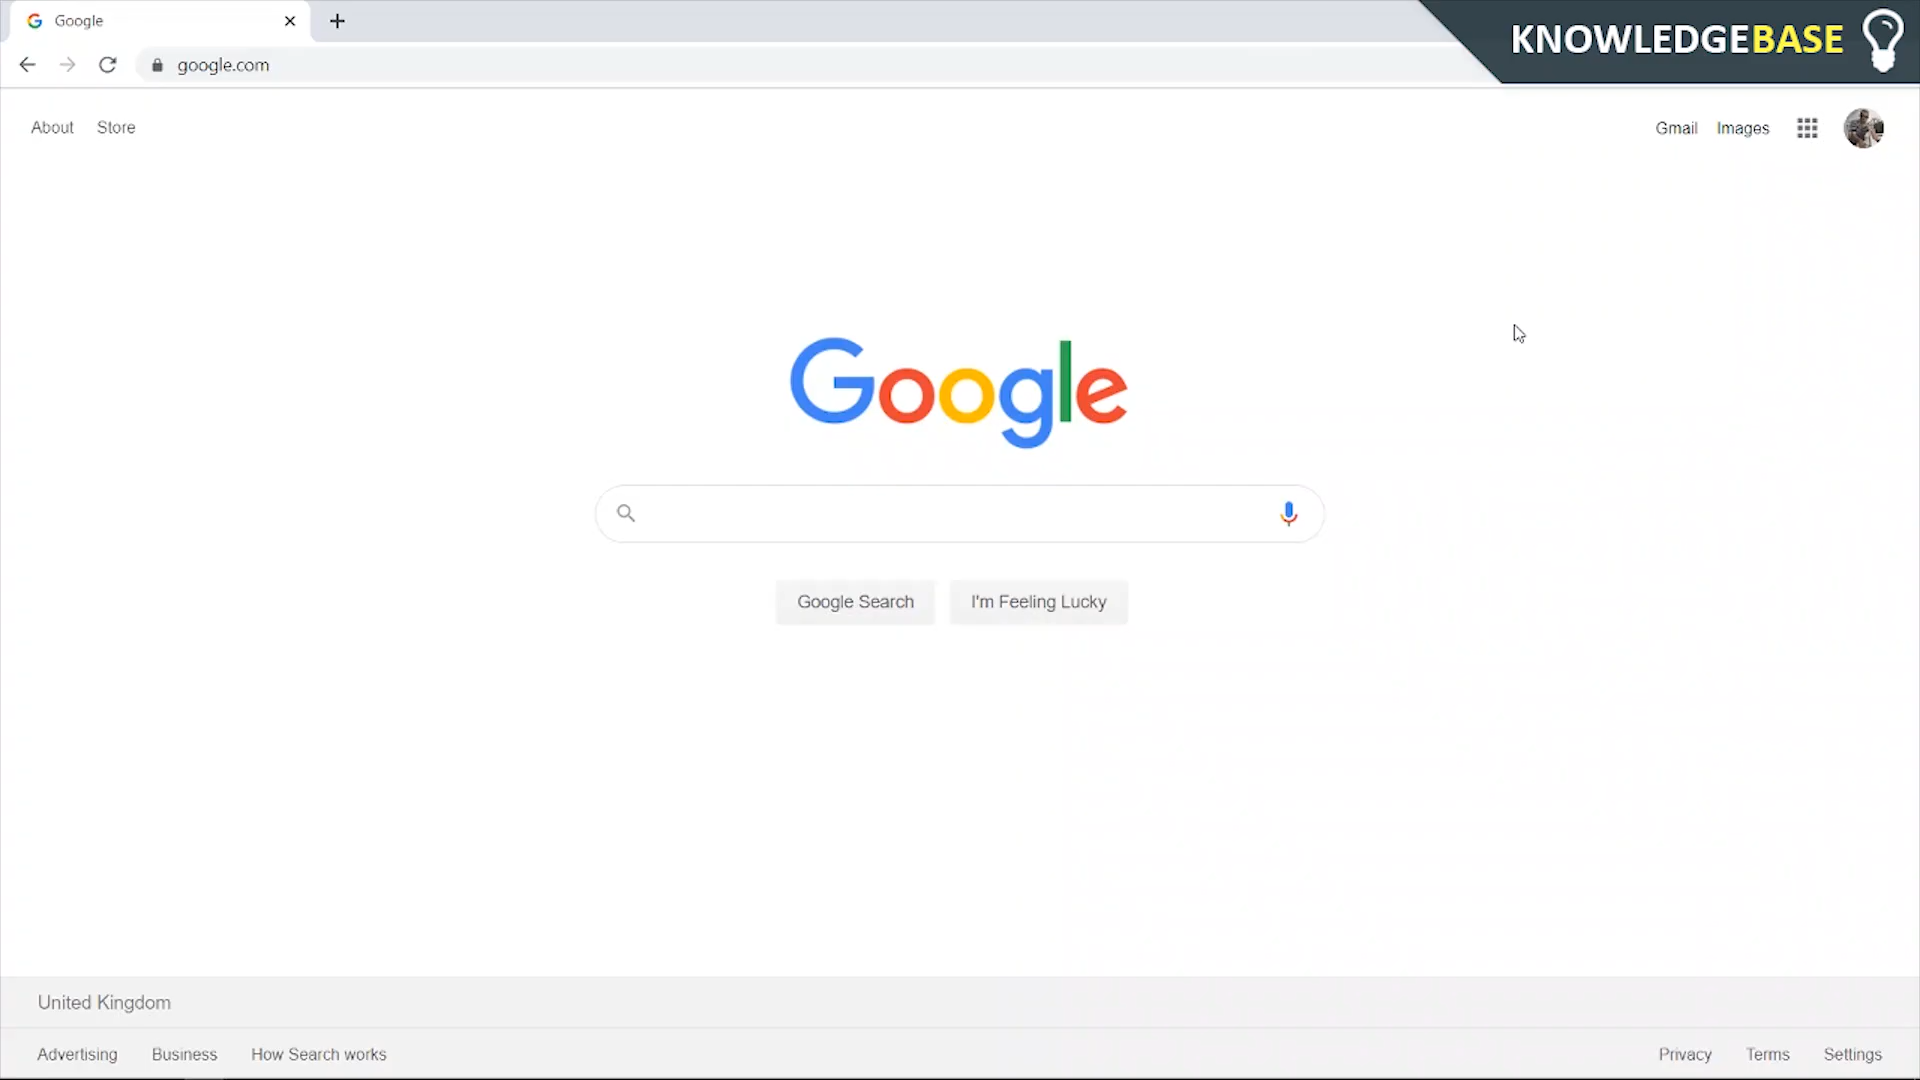 Google
KNOWLEDGEBASE
google.com
About Store
Gmail Images
Google
Google Search I'm Feeling Lucky
United Kingdom
Advertising Business How Search works
Privacy Terms Settings